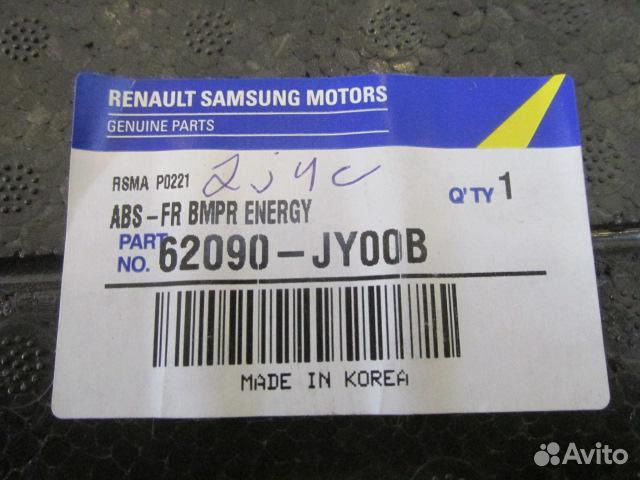 RENAULT SAMSUNG MOTORS
GENUINE PARTS
RSMA P0221 2j4c
ABS-FR BMPR ENERGY
Q'TY 1
PART NO. 62090-JY00B
MADE IN KOREA
Avito